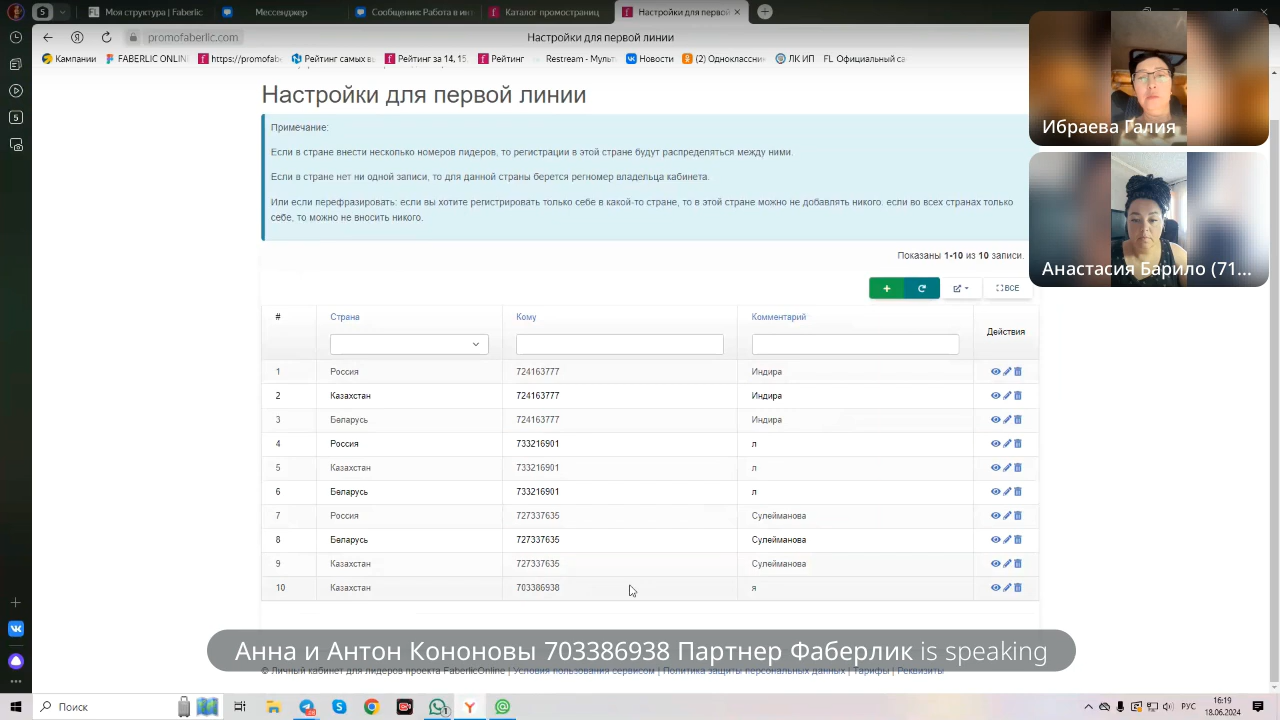 Мессенджер
Моя структура | Фа
Сообщение Работа в
Каталог промостраниц
Настройки для перво
promofaberlic.com
Настройки для первой линии
Кампании
FABERLIC ONLIN
https://promofab
Рейтинг самых вы
Рейтинг за 14, 15
Рейтинг
Restream - Мульт
Новости
(2) Одноклассни
ЛК ИП
FL Официальный са
Настройки для первой линии
Примечание:
Если в стране внести несколько номеров лидеров, то регистрации в этой стране будут распределяться между ними.
Если в стране нет ни одной записи, то для данной страны берется регномер владельца кабинета.
Или если перефразировать: если вы хотите регистрировать только себе в какой-то стране, то в этой стране можно не добавлять никого. если во всех странах только
себе, то можно не вносить никого.
Показаны 1-10 из 10 записи.
ВСЕ
# Страна Кому Комментарий Действия
1 Россия 724163777 Индира
2 Казахстан 724163777 Индира
3 Беларусь 724163777 Индира
4 Россия 733216901 л
5 Казахстан 733216901 л
6 Беларусь 733216901 л
7 Россия 727337635 Сулейманова
8 Беларусь 727337635 Сулейманова
9 Казахстан 727337635 Сулейманова
10 Казахстан 703386938 я
Ибраева Галия
Анастасия Барило (71...
Анна и Антон Кононовы 703386938 Партнер Фаберлик is speaking
© Личный кабинет для лидеров проекта FaberlicOnline | Условия пользования сервисом | Политика защиты персональных данных | Тарифы | Реквизиты
Поиск
16:19
18.06.2024